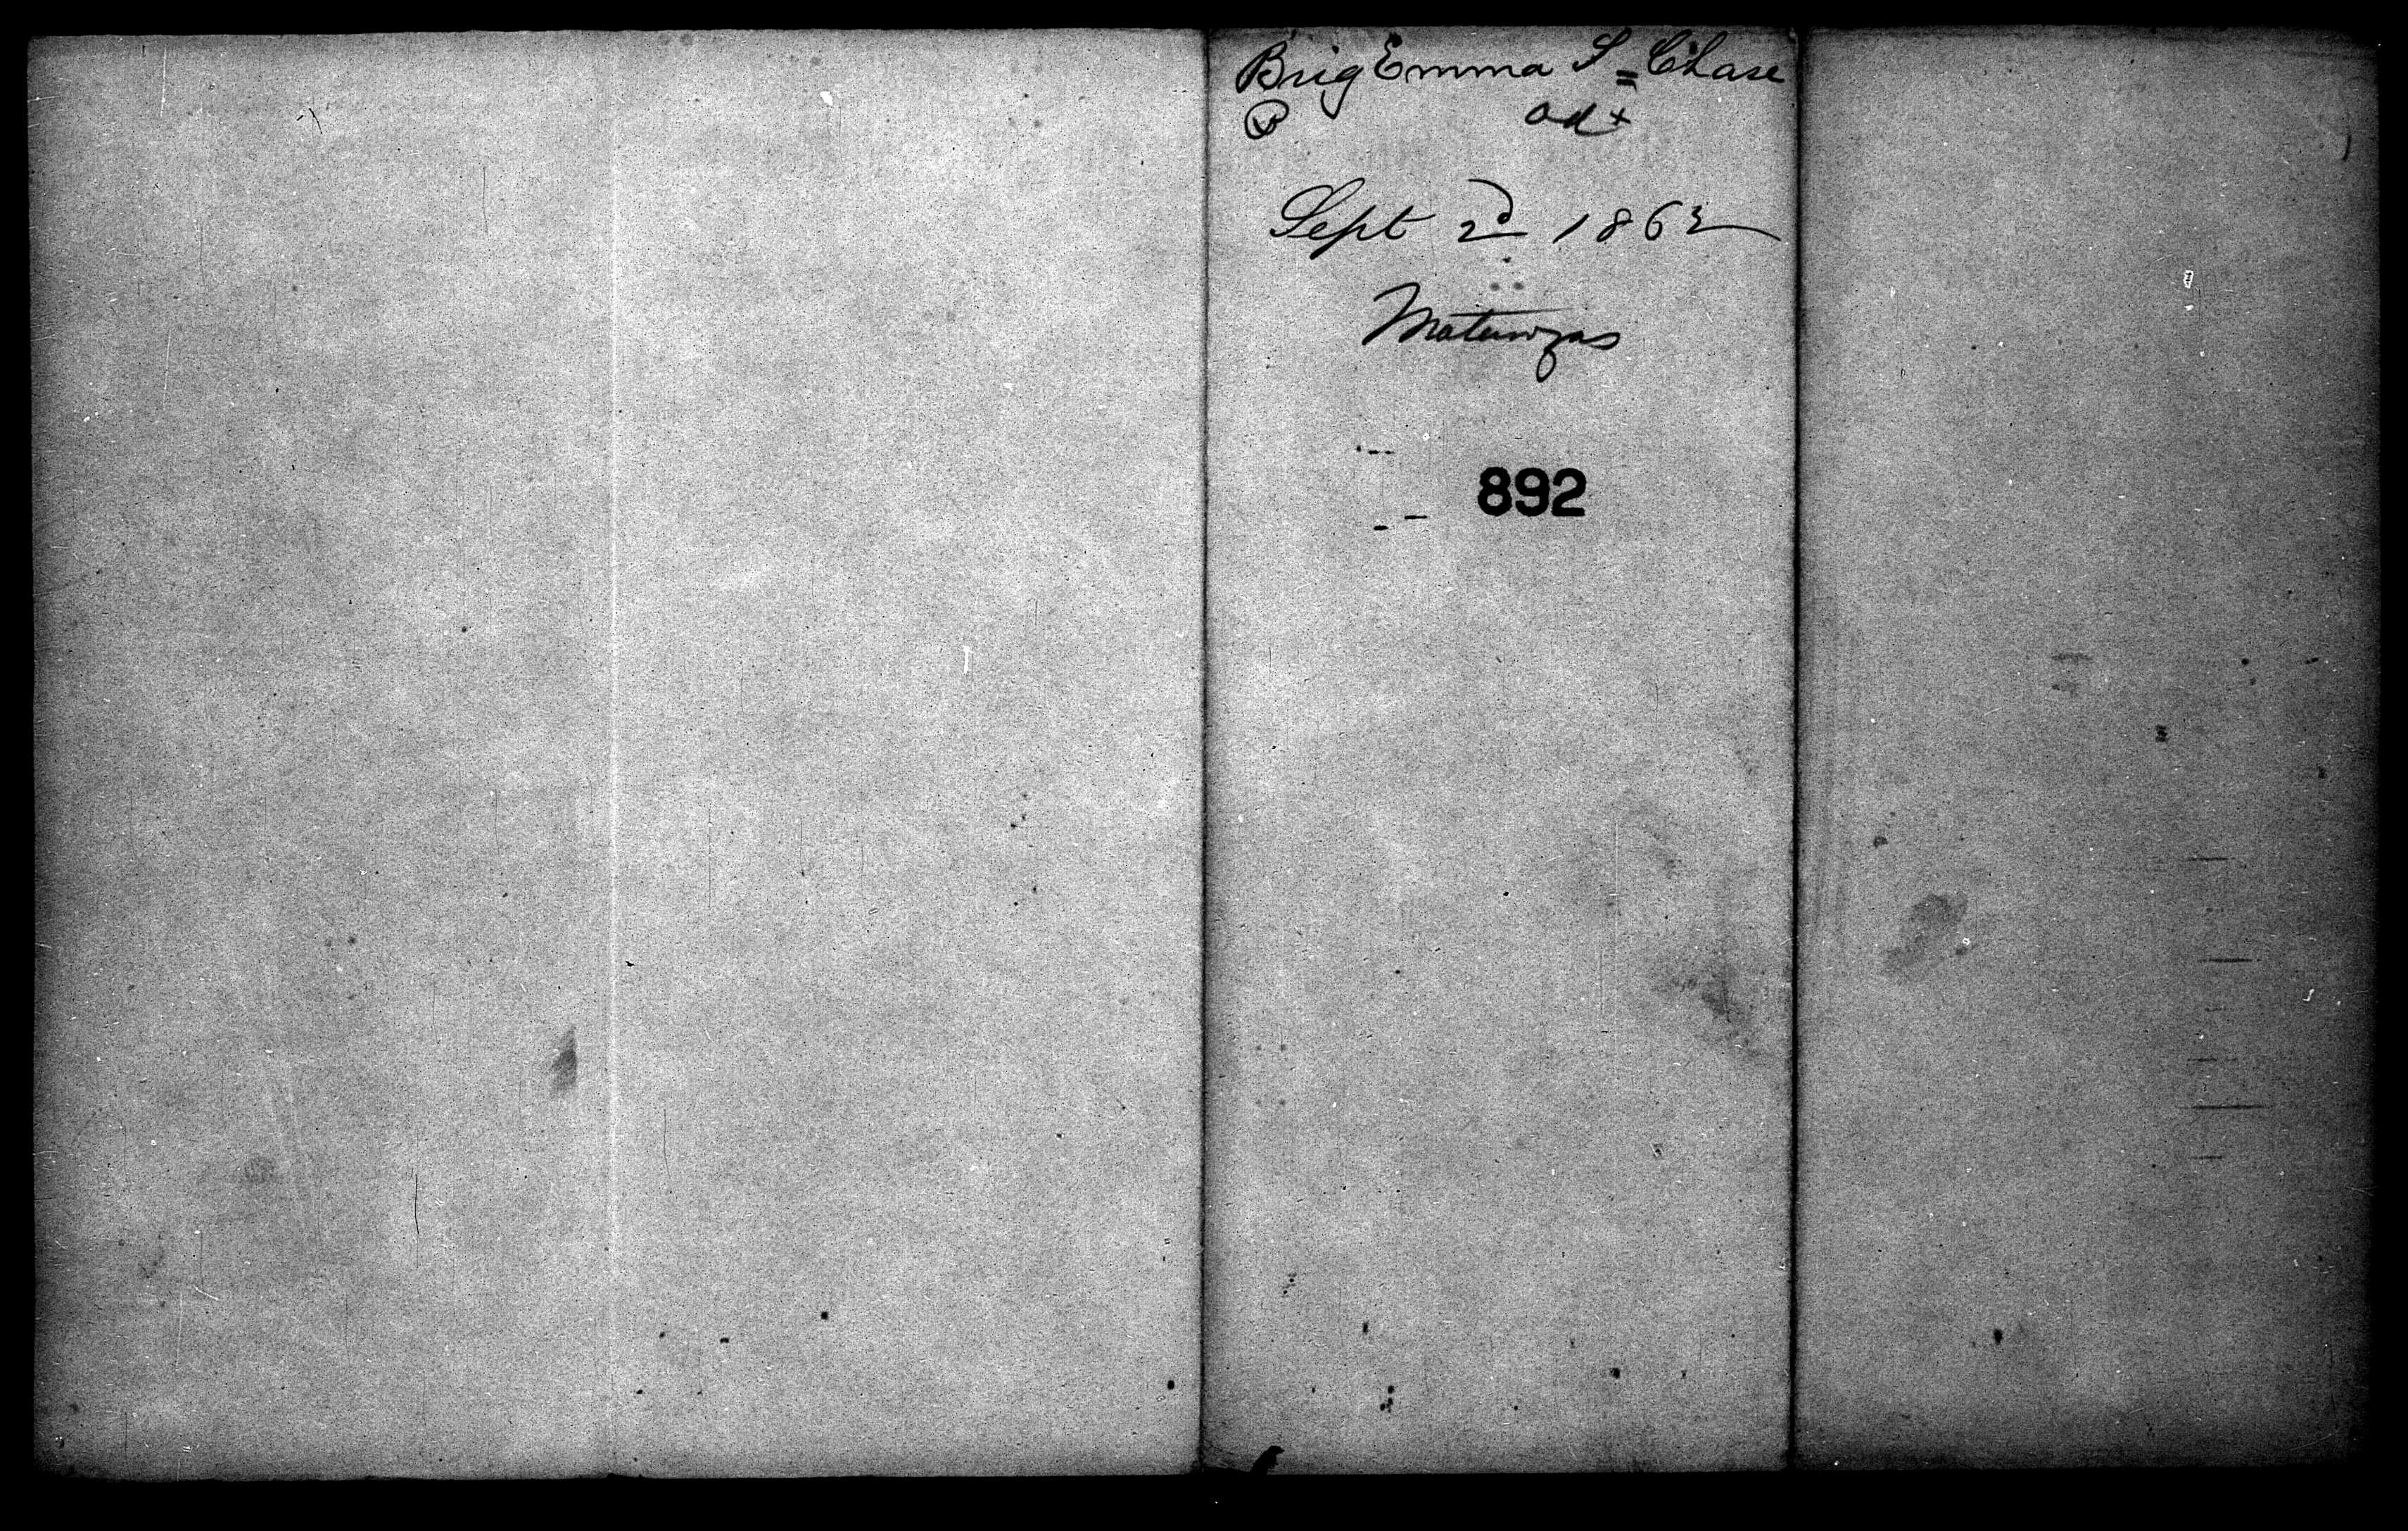 Brig Emma S = Chase
Sept 2d 1862
Matanzas
892